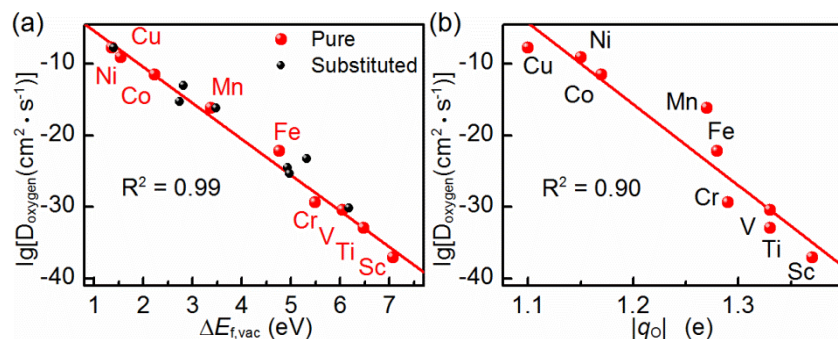 (a)
lg[D_oxygen(cm²・s⁻¹)]
-10
-20
-30
-40
Cu
Ni
Co
Mn
Fe
Cr
V
Ti
Sc
Pure
Substituted
R² = 0.99
1 2 3 4 5 6 7
ΔE_f,vac (eV)
(b)
lg[D_oxygen(cm²・s⁻¹)]
-10
-20
-30
-40
Cu
Ni
Co
Mn
Fe
Cr
V
Ti
Sc
R² = 0.90
1.1 1.2 1.3
|q_O| (e)